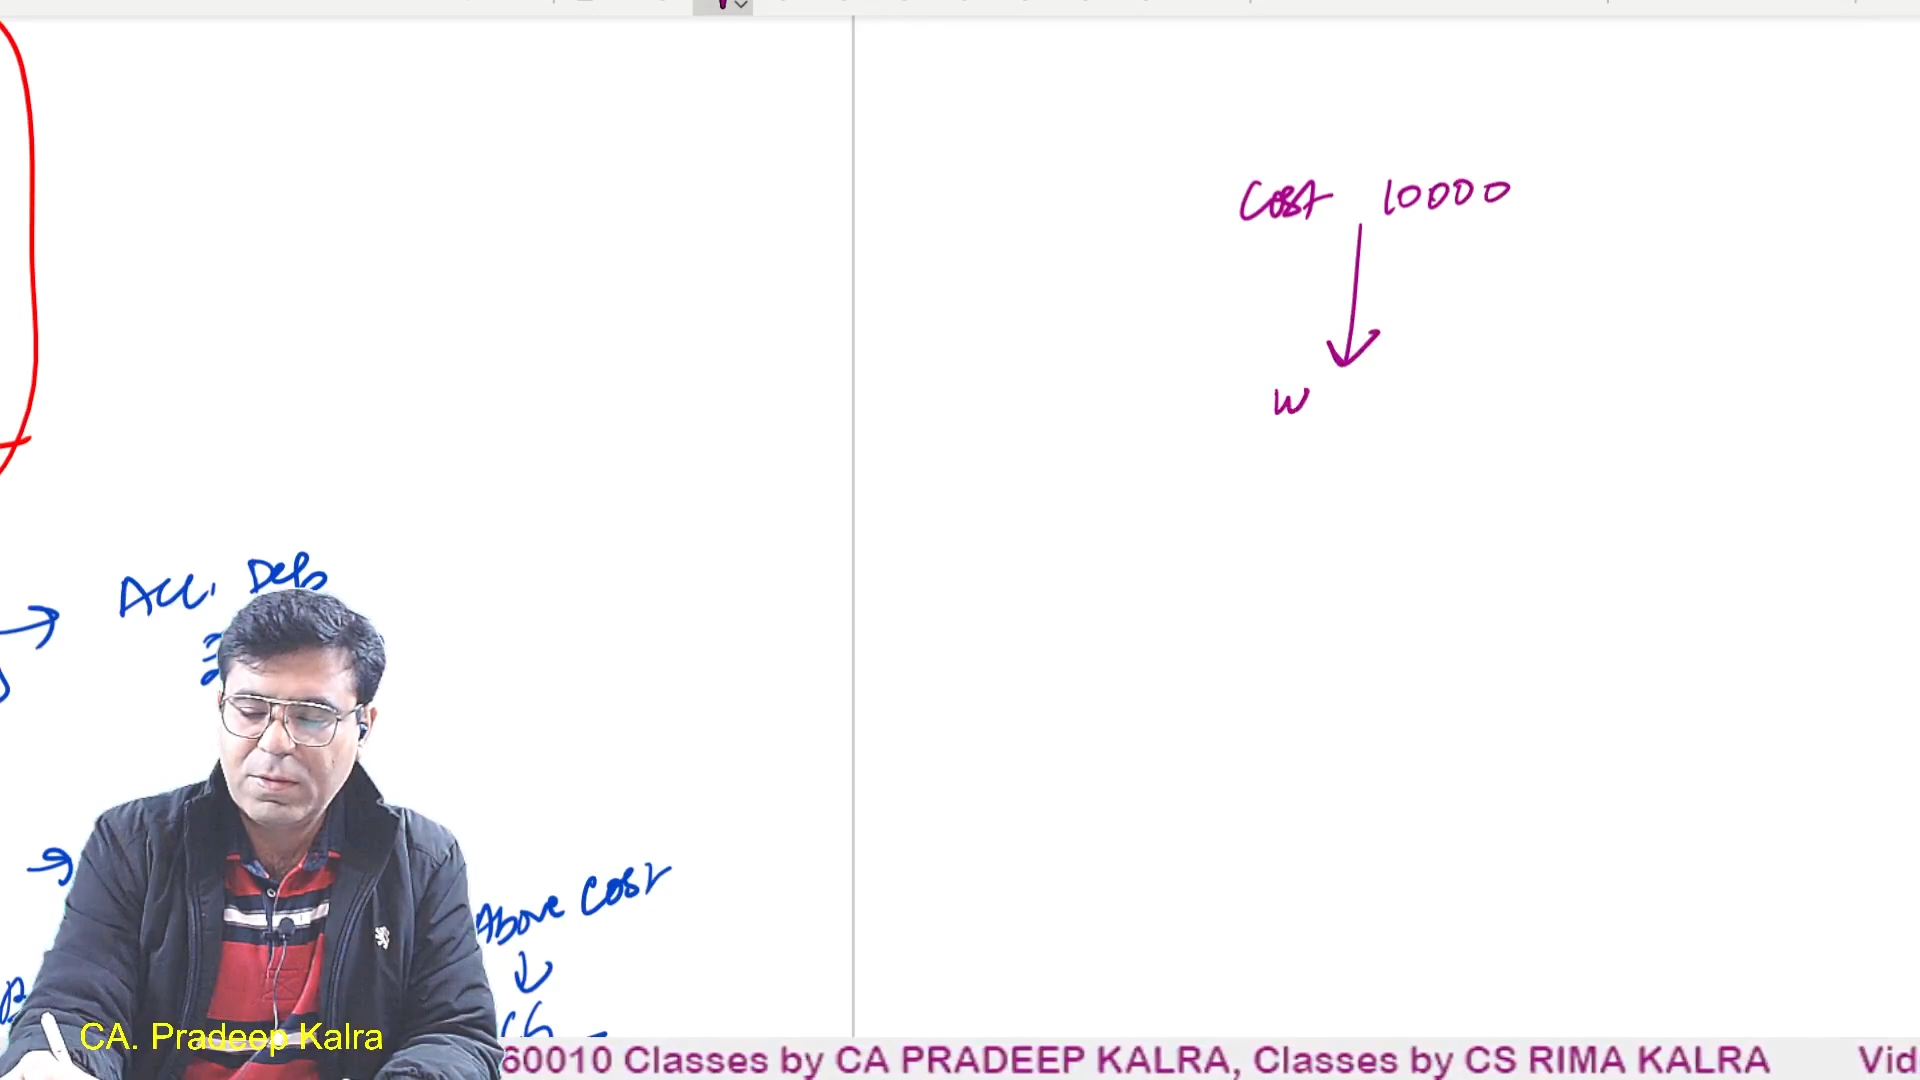 Cost 10000
W
Acc. Dep
Above Cost
CG
CA. Pradeep Kalra
60010 Classes by CA PRADEEP KALRA, Classes by CS RIMA KALRA Vid